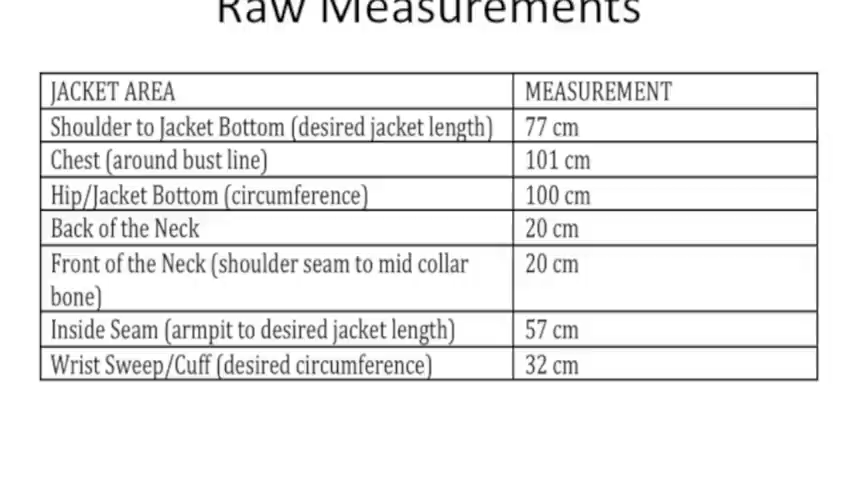 Raw Measurements
JACKET AREA MEASUREMENT
Shoulder to Jacket Bottom (desired jacket length) 77 cm
Chest (around bust line) 101 cm
Hip/Jacket Bottom (circumference) 100 cm
Back of the Neck 20 cm
Front of the Neck (shoulder seam to mid collar 20 cm
bone)
Inside Seam (armpit to desired jacket length) 57 cm
Wrist Sweep/Cuff (desired circumference) 32 cm